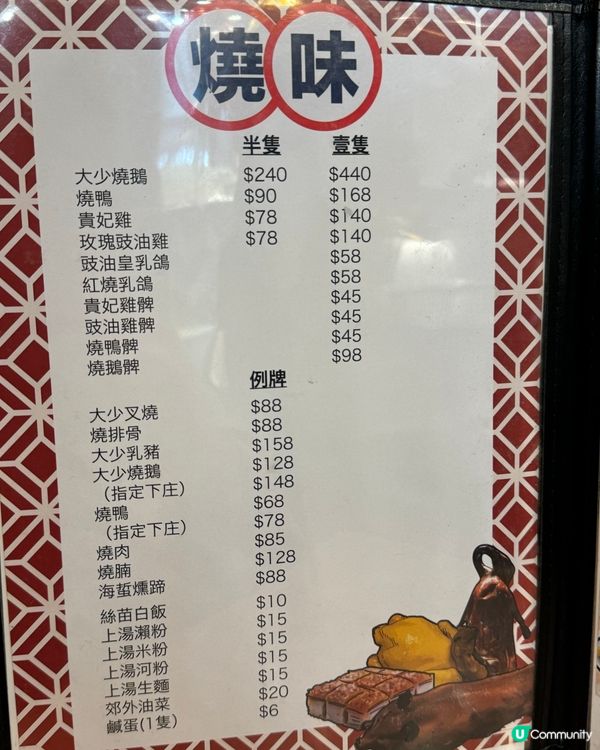 燒味
半隻 壹隻
大少燒鵝 $240 $440
燒鴨 $90 $168
貴妃雞 $78 $140
玫瑰豉油雞 $78 $140
豉油皇乳鴿 $58
紅燒乳鴿 $58
貴妃雞髀 $45
豉油雞髀 $45
燒鴨髀 $45
燒鵝髀 $98
例牌
大少叉燒 $88
燒排骨 $88
大少乳豬 $158
大少燒鵝 $128
（指定下庄） $148
燒鴨 $68
（指定下庄） $78
燒肉 $85
燒腩 $128
海蜇燻蹄 $88
絲苗白飯 $10
上湯瀨粉 $15
上湯米粉 $15
上湯河粉 $15
上湯生麵 $15
郊外油菜 $20
鹹蛋(1隻) $6
U Community